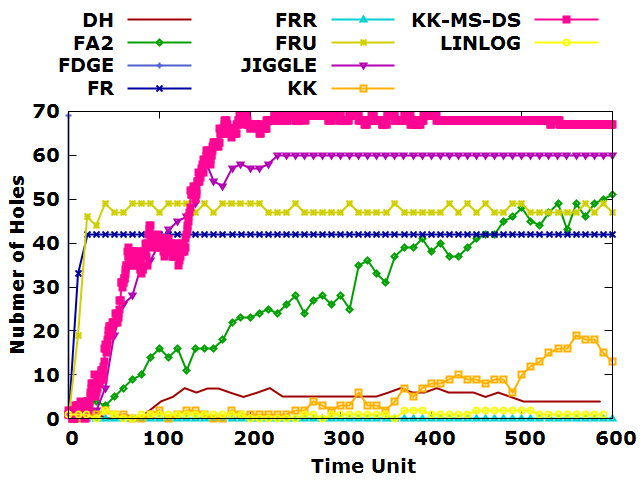 DH FRR KK-MS-DS
FA2 FRU LINLOG
FDGE JIGGLE
FR KK
70
60
50
40
30
20
10
0
Nubmer of Holes
0 100 200 300 400 500 600
Time Unit